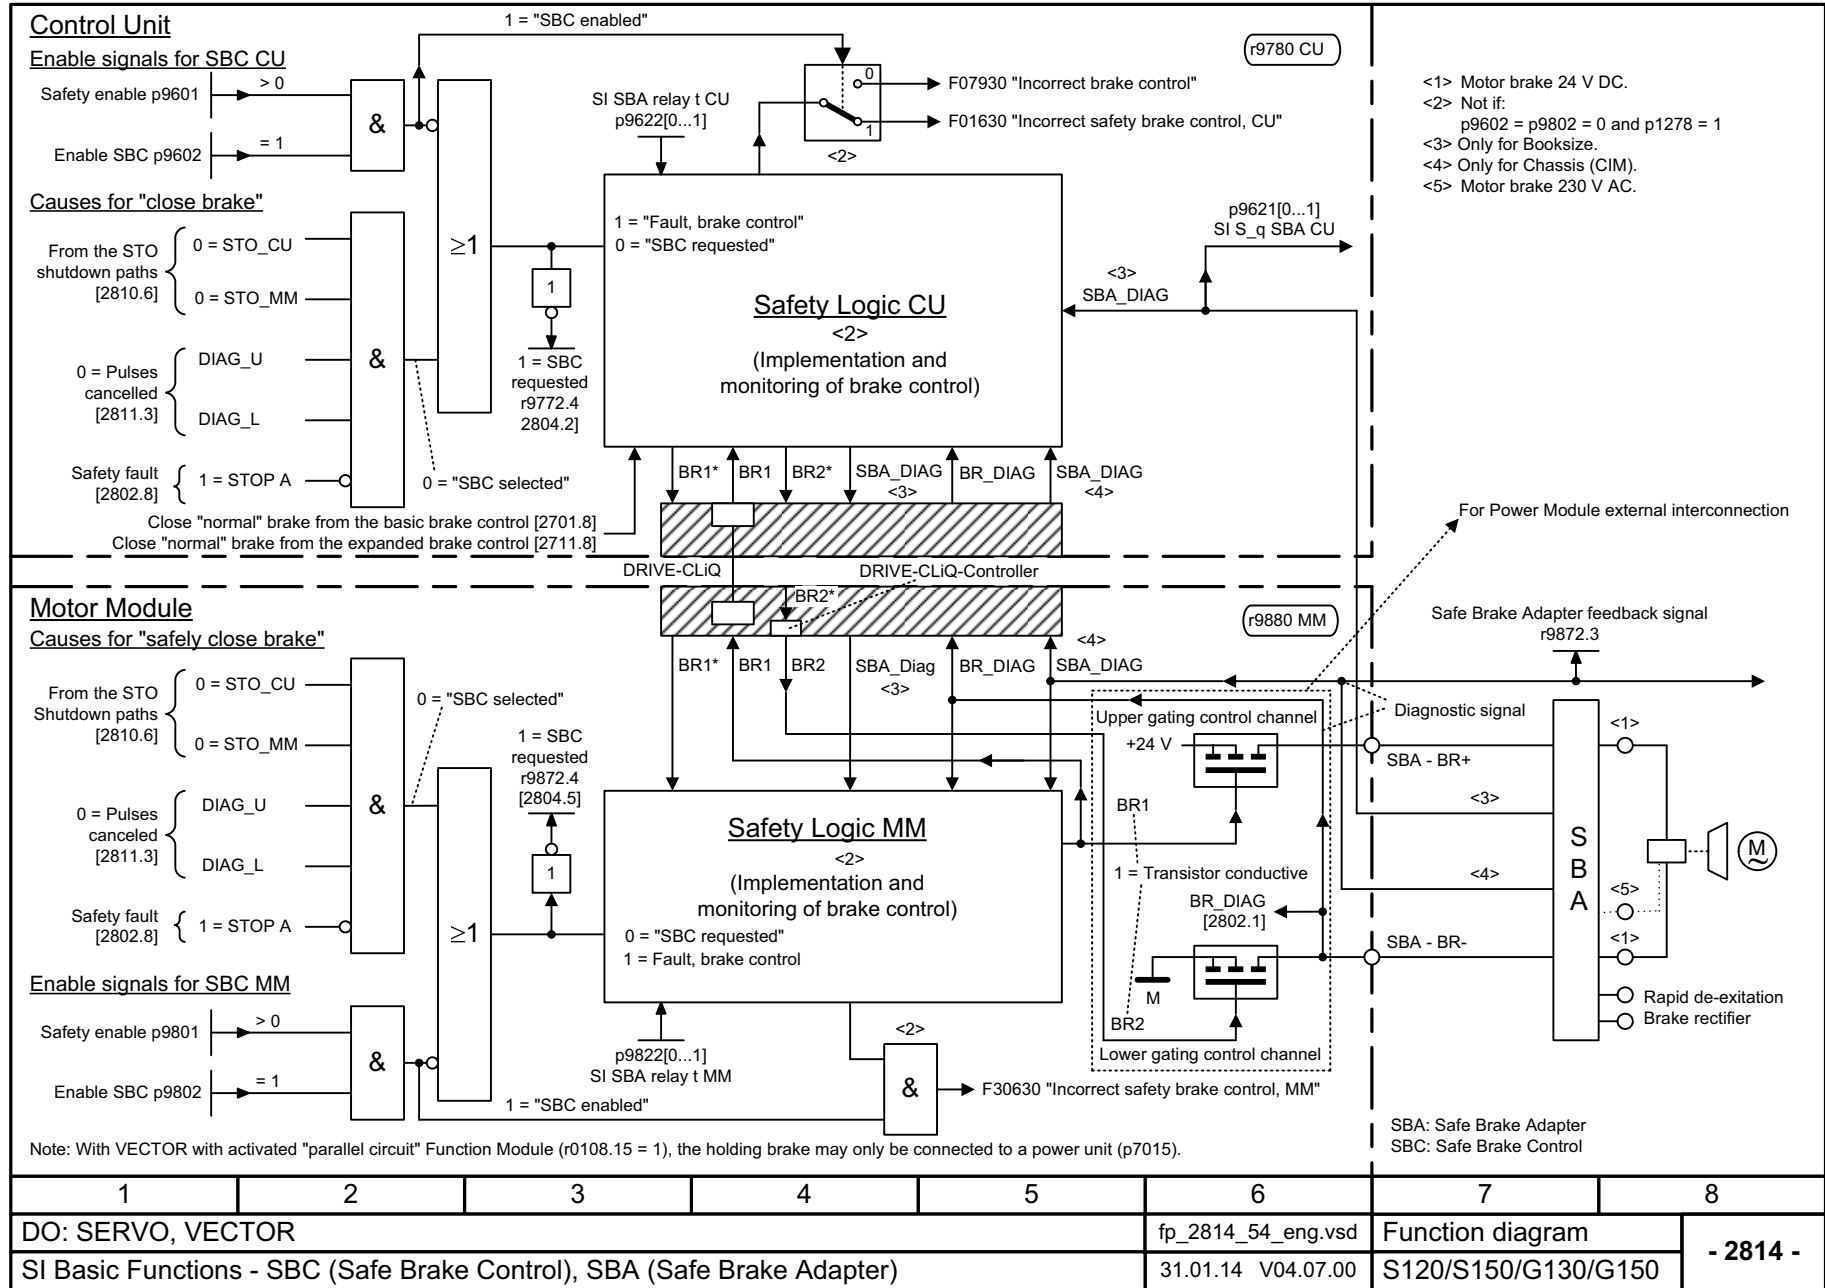 Control Unit
Enable signals for SBC CU
Safety enable p9601
> 0
Enable SBC p9602
= 1
&
1 = "SBC enabled"
Causes for "close brake"
From the STO
shutdown paths
[2810.6]
0 = STO_CU
0 = STO_MM
0 = Pulses
cancelled
[2811.3]
DIAG_U
DIAG_L
Safety fault
[2802.8]
1 = STOP A
&
≥1
0 = "SBC selected"
1
1 = SBC
requested
r9772.4
2804.2]
Close "normal" brake from the basic brake control [2701.8]
Close "normal" brake from the expanded brake control [2711.8]
SI SBA relay t CU
p9622[0...1]
0
1
<2>
F07930 "Incorrect brake control"
F01630 "Incorrect safety brake control, CU"
r9780 CU
1 = "Fault, brake control"
0 = "SBC requested"
Safety Logic CU
<2>
(Implementation and
monitoring of brake control)
p9621[0...1]
SI S_q SBA CU
<3>
SBA_DIAG
BR1*
BR1
BR2*
SBA_DIAG
<3>
BR_DIAG
SBA_DIAG
<4>
<1> Motor brake 24 V DC.
<2> Not if:
p9602 = p9802 = 0 and p1278 = 1
<3> Only for Booksize.
<4> Only for Chassis (CIM).
<5> Motor brake 230 V AC.
For Power Module external interconnection
DRIVE-CLiQ
DRIVE-CLiQ-Controller
BR2*
Motor Module
Causes for "safely close brake"
From the STO
Shutdown paths
[2810.6]
0 = STO_CU
0 = STO_MM
0 = Pulses
canceled
[2811.3]
DIAG_U
DIAG_L
Safety fault
[2802.8]
1 = STOP A
&
0 = "SBC selected"
≥1
1 = SBC
requested
r9872.4
[2804.5]
1
Enable signals for SBC MM
Safety enable p9801
> 0
Enable SBC p9802
= 1
&
1 = "SBC enabled"
BR1*
BR1
BR2
SBA_Diag
<3>
BR_DIAG
<4>
SBA_DIAG
r9880 MM
Safety Logic MM
<2>
(Implementation and
monitoring of brake control)
0 = "SBC requested"
1 = Fault, brake control
p9822[0...1]
SI SBA relay t MM
<2>
&
F30630 "Incorrect safety brake control, MM"
Upper gating control channel
+24 V
BR1
1 = Transistor conductive
BR_DIAG
[2802.1]
M
BR2
Lower gating control channel
Safe Brake Adapter feedback signal
r9872.3
Diagnostic signal
SBA - BR+
<3>
<4>
SBA - BR-
S
B
A
<1>
<5>
<1>
M
~
Rapid de-exitation
Brake rectifier
SBA: Safe Brake Adapter
SBC: Safe Brake Control
Note: With VECTOR with activated "parallel circuit" Function Module (r0108.15 = 1), the holding brake may only be connected to a power unit (p7015).
1 2 3 4 5 6 7 8
DO: SERVO, VECTOR
fp_2814_54_eng.vsd
Function diagram
- 2814 -
SI Basic Functions - SBC (Safe Brake Control), SBA (Safe Brake Adapter)
31.01.14 V04.07.00
S120/S150/G130/G150